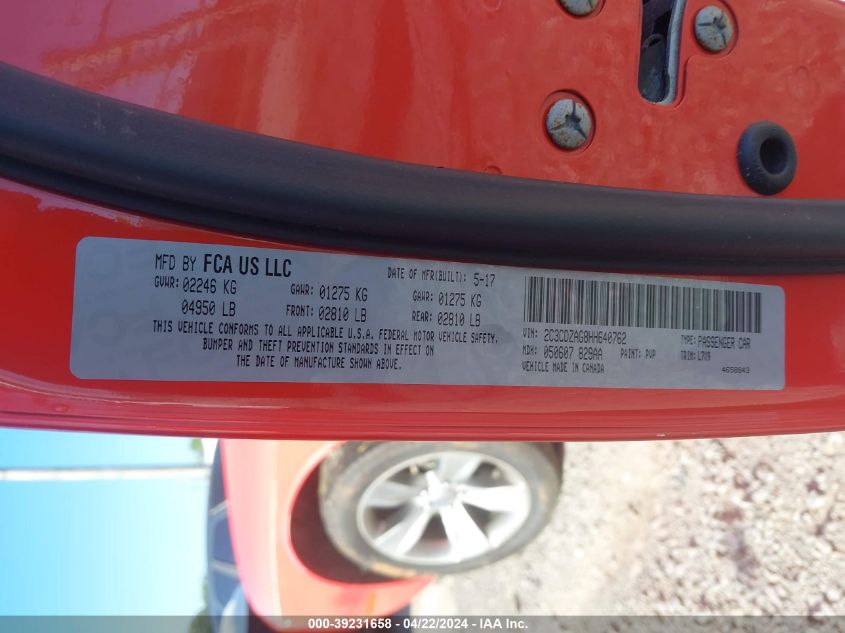 MFD BY FCA US LLC DATE OF MFR(BUILT): 5-17
GVWR: 02246 KG GAWR: 01275 KG GAWR: 01275 KG
04950 LB FRONT: 02810 LB REAR: 02810 LB
THIS VEHICLE CONFORMS TO ALL APPLICABLE U.S.A. FEDERAL MOTOR VEHICLE SAFETY,
BUMPER AND THEFT PREVENTION STANDARDS IN EFFECT ON
THE DATE OF MANUFACTURE SHOWN ABOVE.
VIN: 2C3CDZAG8HH640762 TYPE: PASSENGER CAR
MDH: 050607 829AA PAINT: PVP TRIM: L7X9
VEHICLE MADE IN CANADA 4658643
000-39231658 - 04/22/2024 - IAA Inc.